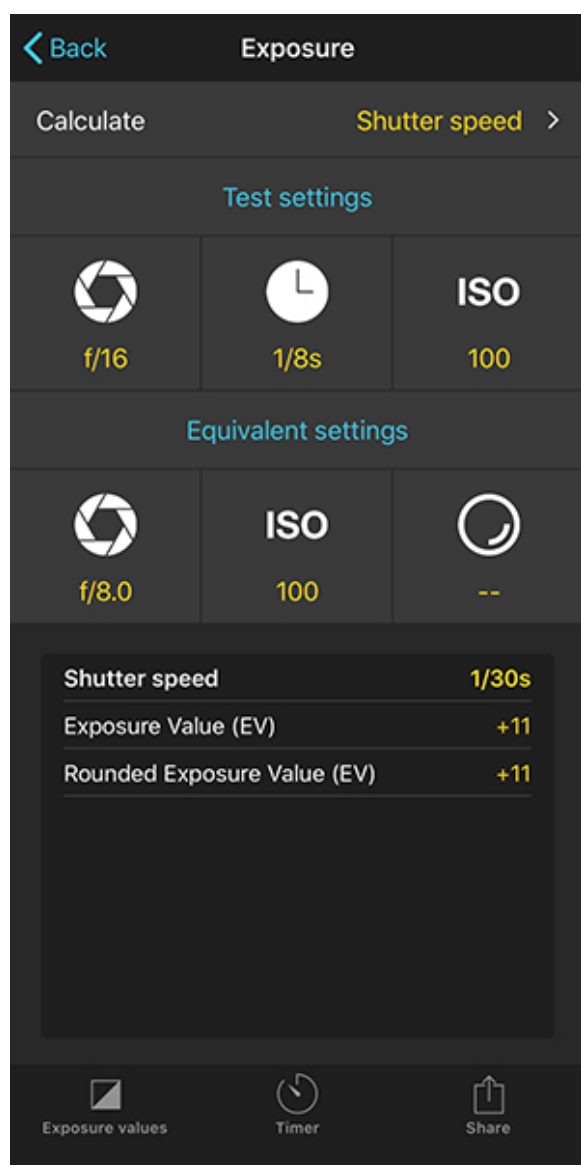 Back Exposure
Calculate Shutter speed
Test settings
ISO
f/16 1/8s 100
Equivalent settings
ISO
f/8.0 100 --
Shutter speed 1/30s
Exposure Value (EV) +11
Rounded Exposure Value (EV) +11
Exposure values Timer Share